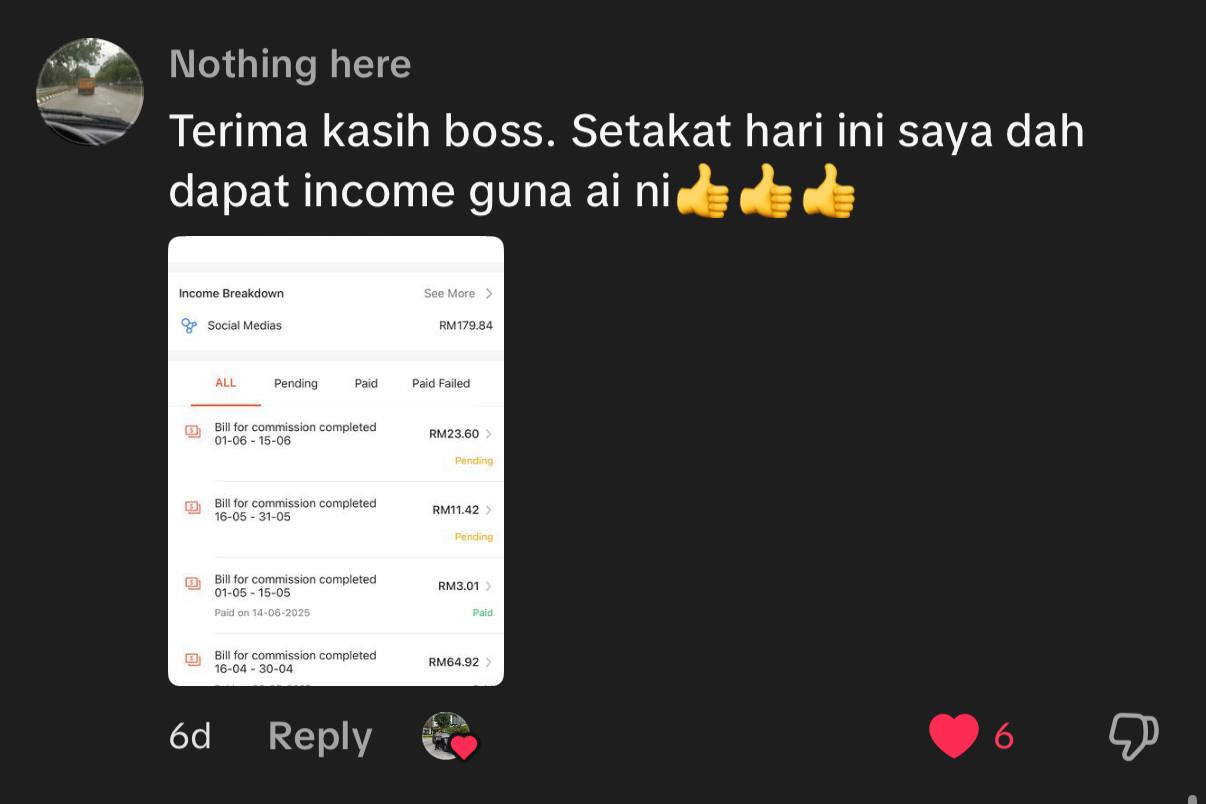 Nothing here
Terima kasih boss. Setakat hari ini saya dah
dapat income guna ai ni👍👍👍
Income Breakdown See More
Social Medias RM179.84
ALL Pending Paid Paid Failed
Bill for commission completed
01-06 - 15-06 RM23.60
Pending
Bill for commission completed
16-05 - 31-05 RM11.42
Pending
Bill for commission completed
01-05 - 15-05 RM3.01
Paid on 14-06-2025 Paid
Bill for commission completed
16-04 - 30-04 RM64.92
6d Reply 6